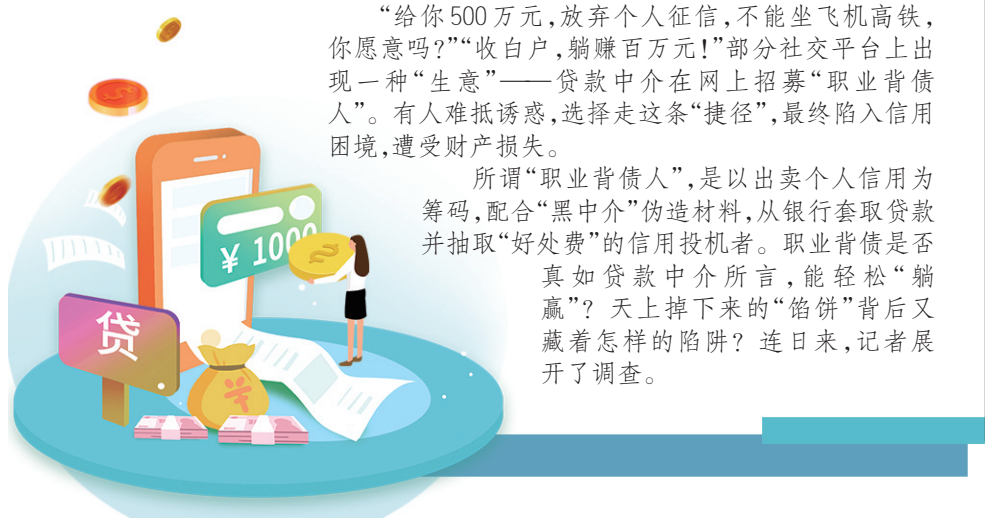 “给你500万元,放弃个人征信,不能坐飞机高铁,
你愿意吗?”“收白户,躺赚百万元!”部分社交平台上出
现一种“生意”——贷款中介在网上招募“职业背债
人”。有人难抵诱惑,选择走这条“捷径”,最终陷入信用
困境,遭受财产损失。
所谓“职业背债人”,是以出卖个人信用为
筹码,配合“黑中介”伪造材料,从银行套取贷款
并抽取“好处费”的信用投机者。职业背债是否
真如贷款中介所言,能轻松“躺
赢”?天上掉下来的“馅饼”背后又
藏着怎样的陷阱?连日来,记者展
开了调查。
¥ 1000
贷